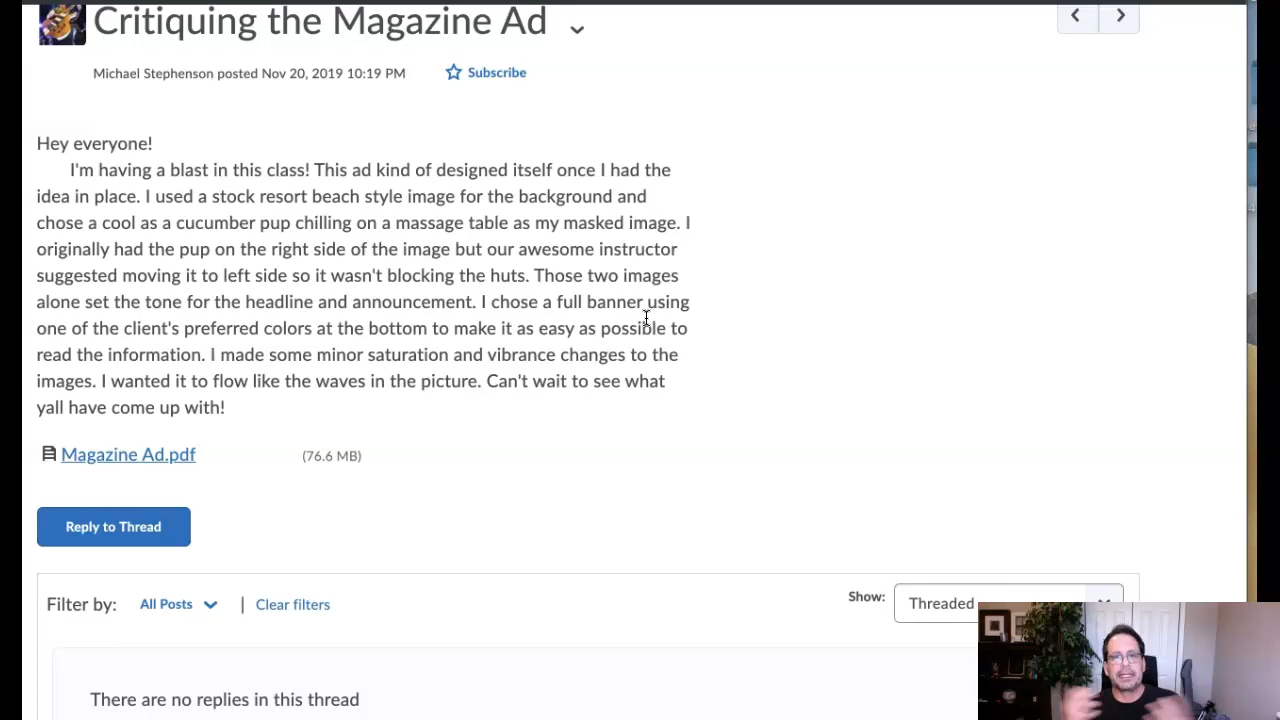 Critiquing the Magazine Ad
Michael Stephenson posted Nov 20, 2019 10:19 PM
Subscribe
Hey everyone!
I'm having a blast in this class! This ad kind of designed itself once I had the
idea in place. I used a stock resort beach style image for the background and
chose a cool as a cucumber pup chilling on a massage table as my masked image. I
originally had the pup on the right side of the image but our awesome instructor
suggested moving it to left side so it wasn't blocking the huts. Those two images
alone set the tone for the headline and announcement. I chose a full banner using
one of the client's preferred colors at the bottom to make it as easy as possible to
read the information. I made some minor saturation and vibrance changes to the
images. I wanted it to flow like the waves in the picture. Can't wait to see what
yall have come up with!
Magazine Ad.pdf (76.6 MB)
Reply to Thread
Filter by: All Posts | Clear filters
Show: Threaded
There are no replies in this thread